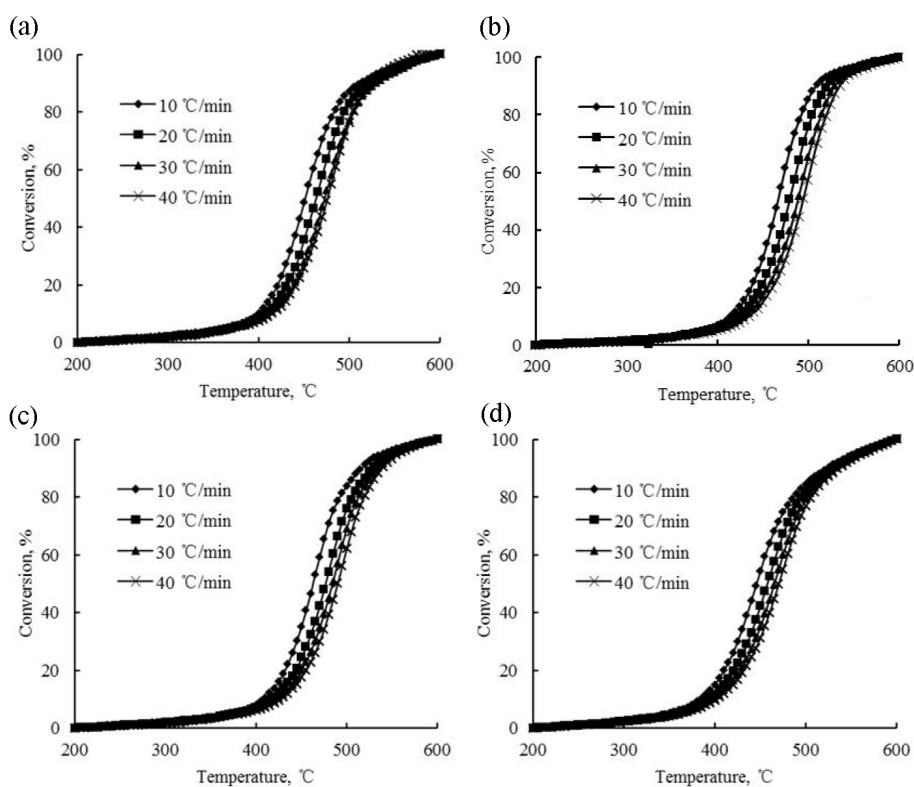 (a)
100
80
60
40
20
0
Conversion, %
10 ℃/min
20 ℃/min
30 ℃/min
40 ℃/min
200 300 400 500 600
Temperature, ℃
(b)
100
80
60
40
20
0
Conversion, %
10 ℃/min
20 ℃/min
30 ℃/min
40 ℃/min
200 300 400 500 600
Temperature, ℃
(c)
100
80
60
40
20
0
Conversion, %
10 ℃/min
20 ℃/min
30 ℃/min
40 ℃/min
200 300 400 500 600
Temperature, ℃
(d)
100
80
60
40
20
0
Conversion, %
10 ℃/min
20 ℃/min
30 ℃/min
40 ℃/min
200 300 400 500 600
Temperature, ℃